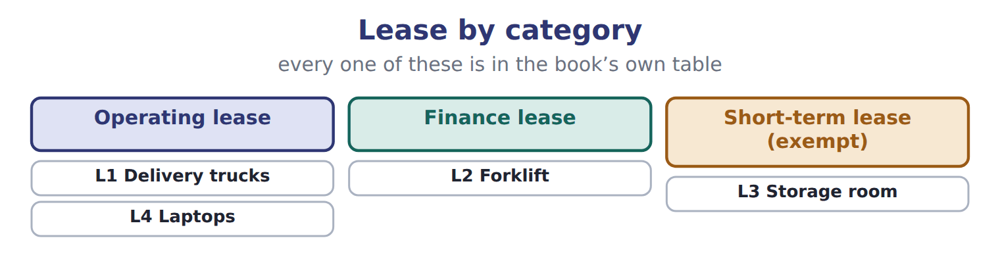 Lease by category
every one of these is in the book’s own table
Operating lease
L1 Delivery trucks
L4 Laptops
Finance lease
L2 Forklift
Short-term lease
(exempt)
L3 Storage room